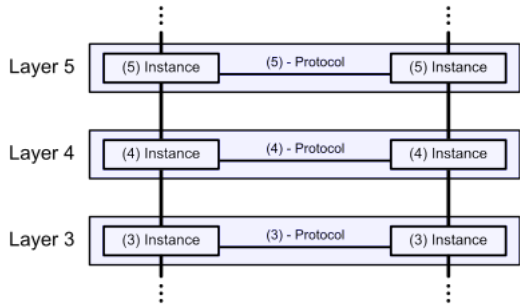 Layer 5
(5) Instance
(5) - Protocol
(5) Instance
Layer 4
(4) Instance
(4) - Protocol
(4) Instance
Layer 3
(3) Instance
(3) - Protocol
(3) Instance